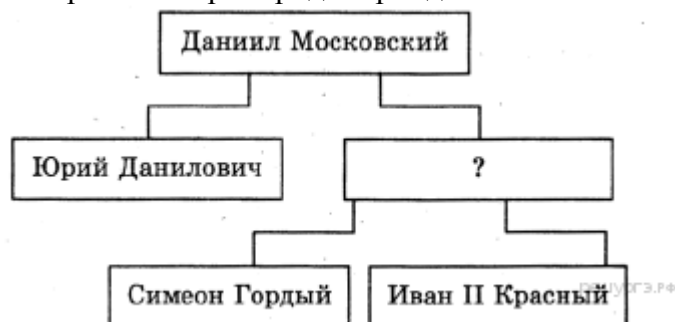 Даниил Московский
Юрий Данилович
?
Симеон Гордый
Иван II Красный